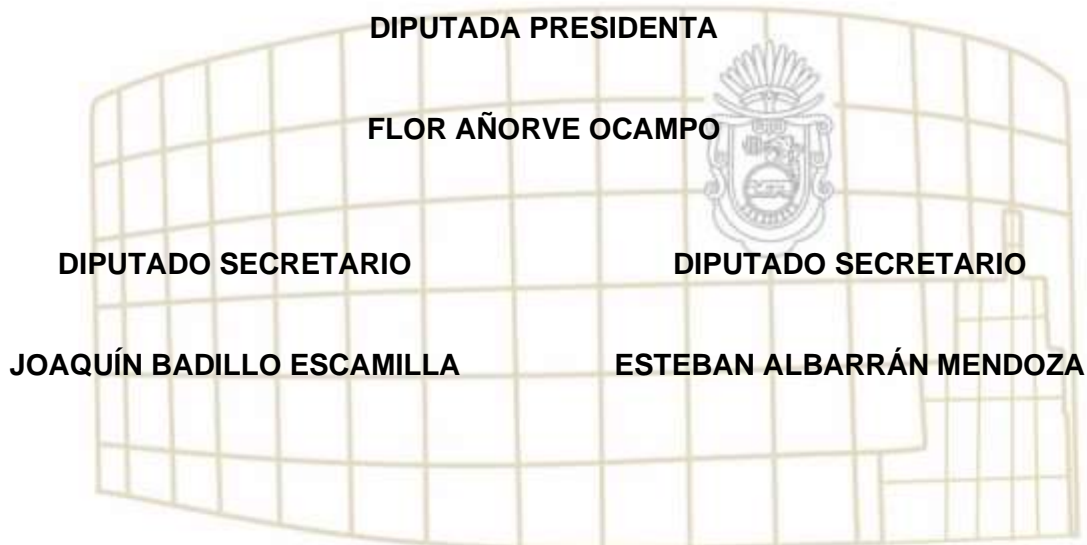 DIPUTADA PRESIDENTA
FLOR AÑORVE OCAMPO
DIPUTADO SECRETARIO
DIPUTADO SECRETARIO
JOAQUÍN BADILLO ESCAMILLA
ESTEBAN ALBARRÁN MENDOZA